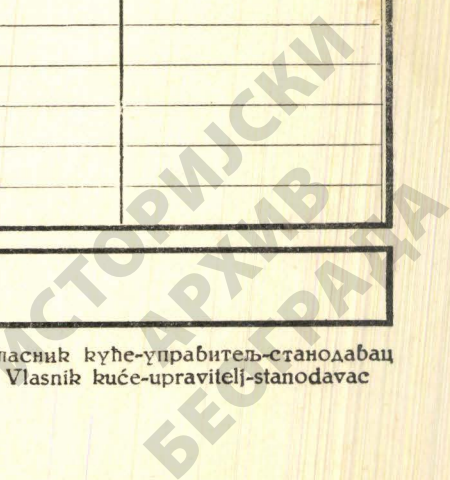 ИСТОРИЈСКИ
АРХИВ
БЕОГРАДА
ласник куће-управитељ-станодавац
Vlasnik kuće-upravitelj-stanodavac